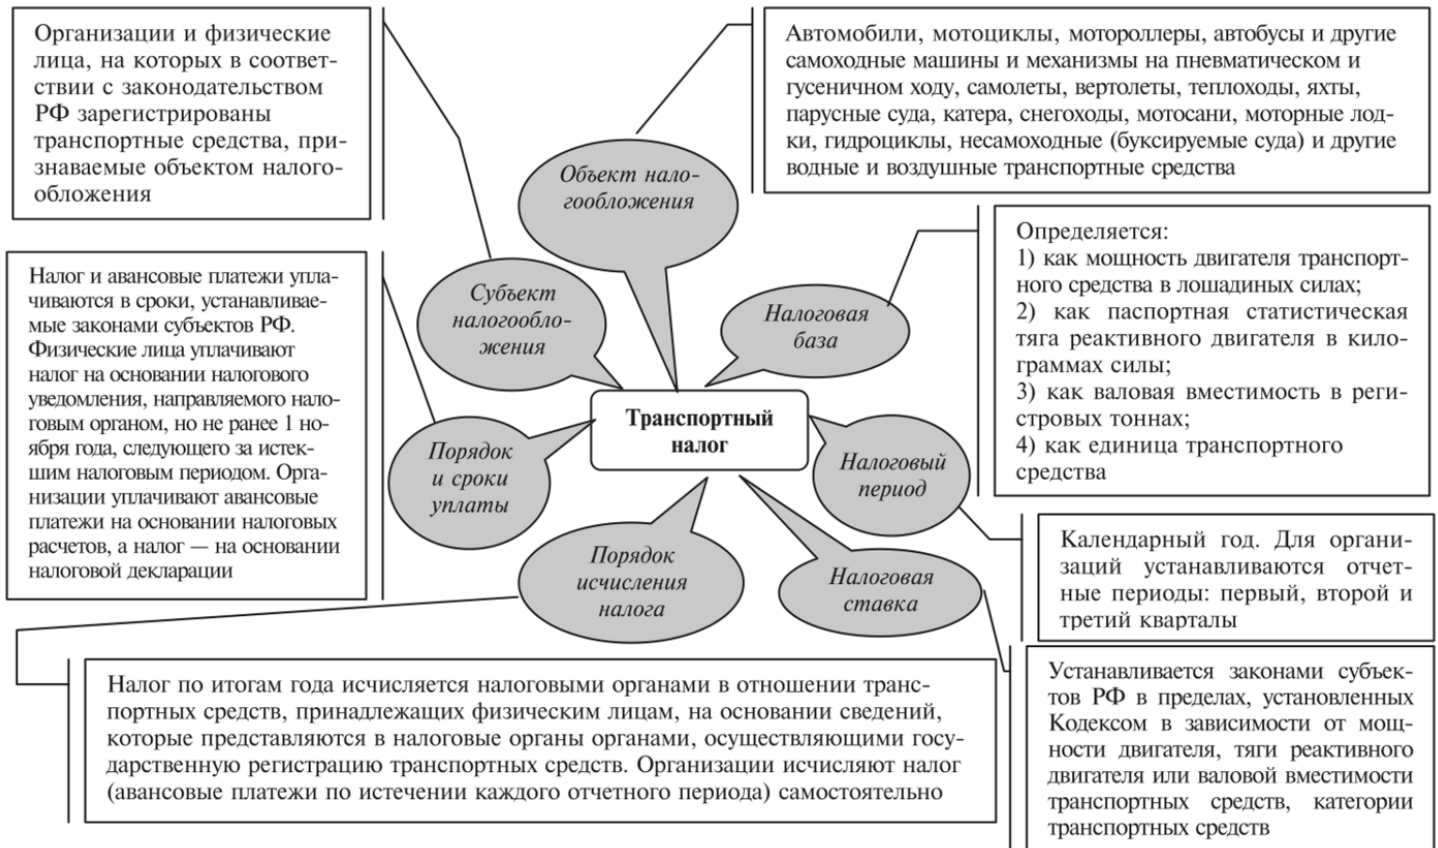 Организации и физические
лица, на которых в соответ-
ствии с законодательством
РФ зарегистрированы
транспортные средства, при-
знаваемые объектом налого-
обложения
Автомобили, мотоциклы, мотороллеры, автобусы и другие
самоходные машины и механизмы на пневматическом и
гусеничном ходу, самолеты, вертолеты, теплоходы, яхты,
парусные суда, катера, снегоходы, мотосани, моторные лод-
ки, гидроциклы, несамоходные (буксируемые суда) и другие
водные и воздушные транспортные средства
Объект нало-
гообложения
Субъект
налогообло-
жения
Налоговая
база
Определяется:
1) как мощность двигателя транспорт-
ного средства в лошадиных силах;
2) как паспортная статистическая
тяга реактивного двигателя в кило-
граммах силы;
3) как валовая вместимость в реги-
стровых тоннах;
4) как единица транспортного
средства
Налог и авансовые платежи упла-
чиваются в сроки, устанавливае-
мые законами субъектов РФ.
Физические лица уплачивают
налог на основании налогового
уведомления, направляемого нало-
говым органом, но не ранее 1 но-
ября года, следующего за истек-
шим налоговым периодом. Орга-
низации уплачивают авансовые
платежи на основании налоговых
расчетов, а налог — на основании
налоговой декларации
Транспортный
налог
Порядок
и сроки
уплаты
Налоговый
период
Порядок
исчисления
налога
Налоговая
ставка
Календарный год. Для органи-
заций устанавливаются отчет-
ные периоды: первый, второй и
третий кварталы
Налог по итогам года исчисляется налоговыми органами в отношении транс-
портных средств, принадлежащих физическим лицам, на основании сведений,
которые представляются в налоговые органы органами, осуществляющими госу-
дарственную регистрацию транспортных средств. Организации исчисляют налог
(авансовые платежи по истечении каждого отчетного периода) самостоятельно
Устанавливается законами субъек-
тов РФ в пределах, установленных
Кодексом в зависимости от мощ-
ности двигателя, тяги реактивного
двигателя или валовой вместимости
транспортных средств, категории
транспортных средств